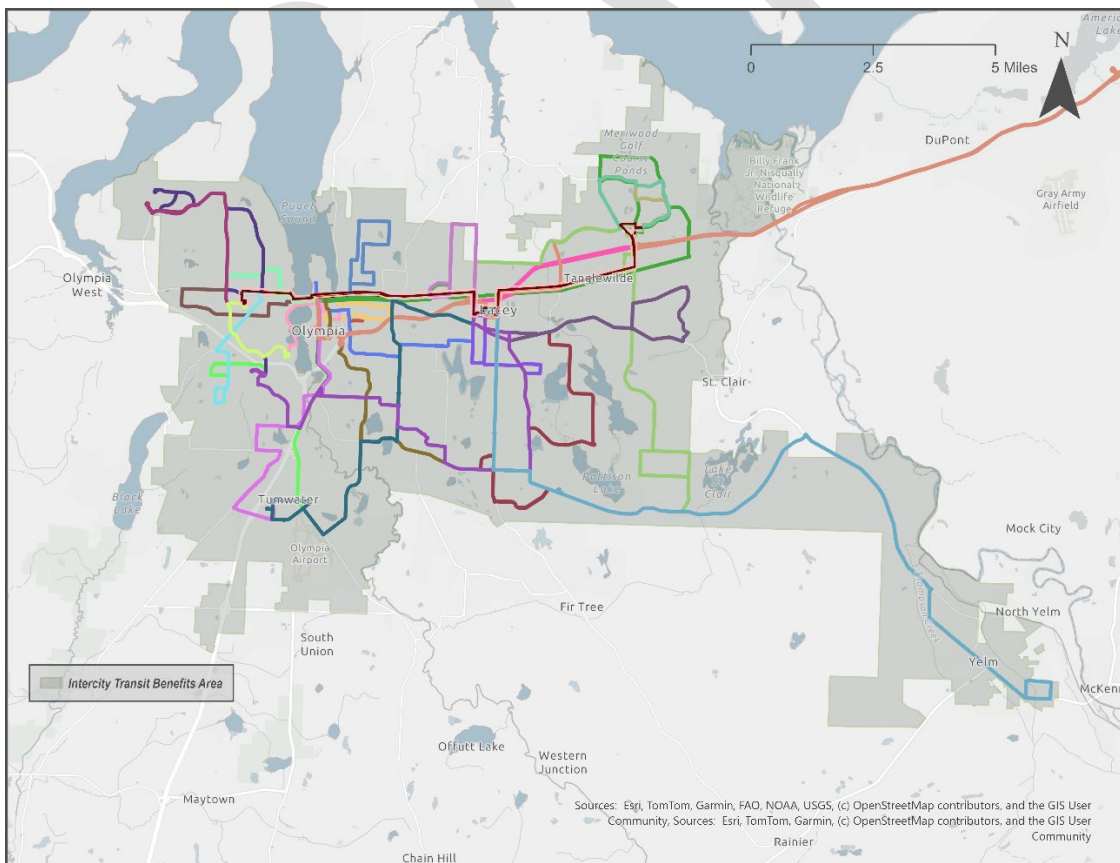 America
Lake
N
0
2.5
5 Miles
DuPont
Meriwood
Golf
Course
Ponds
Billy Frank
Jr. Nisqually
National
Wildlife
Refuge
Gray Army
Airfield
Puget
Sound
Olympia
West
Tanglewilde
Lacey
Olympia
St. Clair
Black
Lake
Pattison
Lake
Lake
St.
Clair
Tumwater
Olympia
Airport
Mock City
Fir Tree
North Yelm
South
Union
Yelm
Intercity Transit Benefits Area
McKenn
Offutt Lake
Western
Junction
Maytown
Sources: Esri, TomTom, Garmin, FAO, NOAA, USGS, (c) OpenStreetMap contributors, and the GIS User
Community, Sources: Esri, TomTom, Garmin, (c) OpenStreetMap contributors, and the GIS User
Community
Rainier
Chain Hill